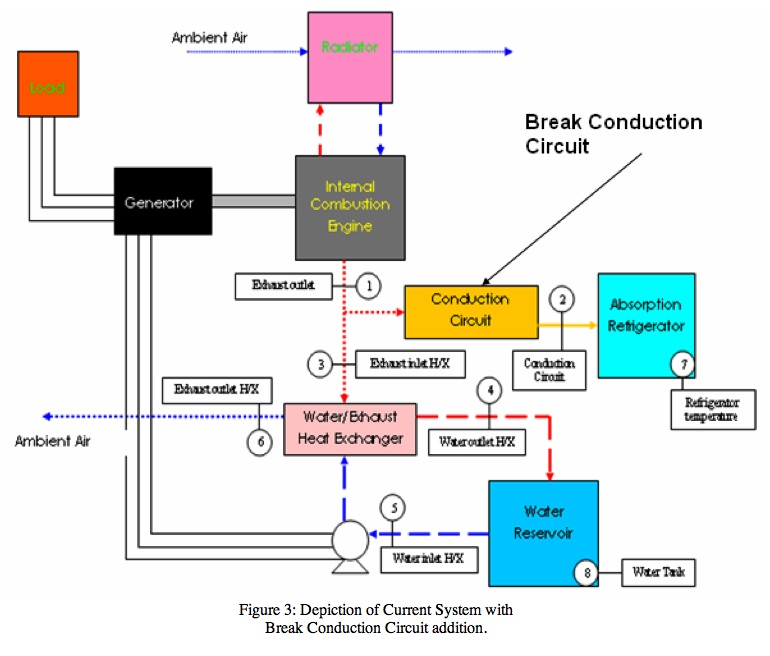 Ambient Air
Radiator
Load
Break Conduction
Circuit
Generator
Internal
Combustion
Engine
Exhaust outlet
1
Conduction
Circuit
2
Absorption
Refrigerator
3
Exhaust inlet H/X
Conduction
Circuit
7
Exhaust outlet H/X
4
Refrigerator
temperature
Water/Exhaust
Heat Exchanger
Ambient Air
6
Water outlet H/X
5
Water
Reservoir
Water inlet H/X
8
Water Tank
Figure 3: Depiction of Current System with
Break Conduction Circuit addition.